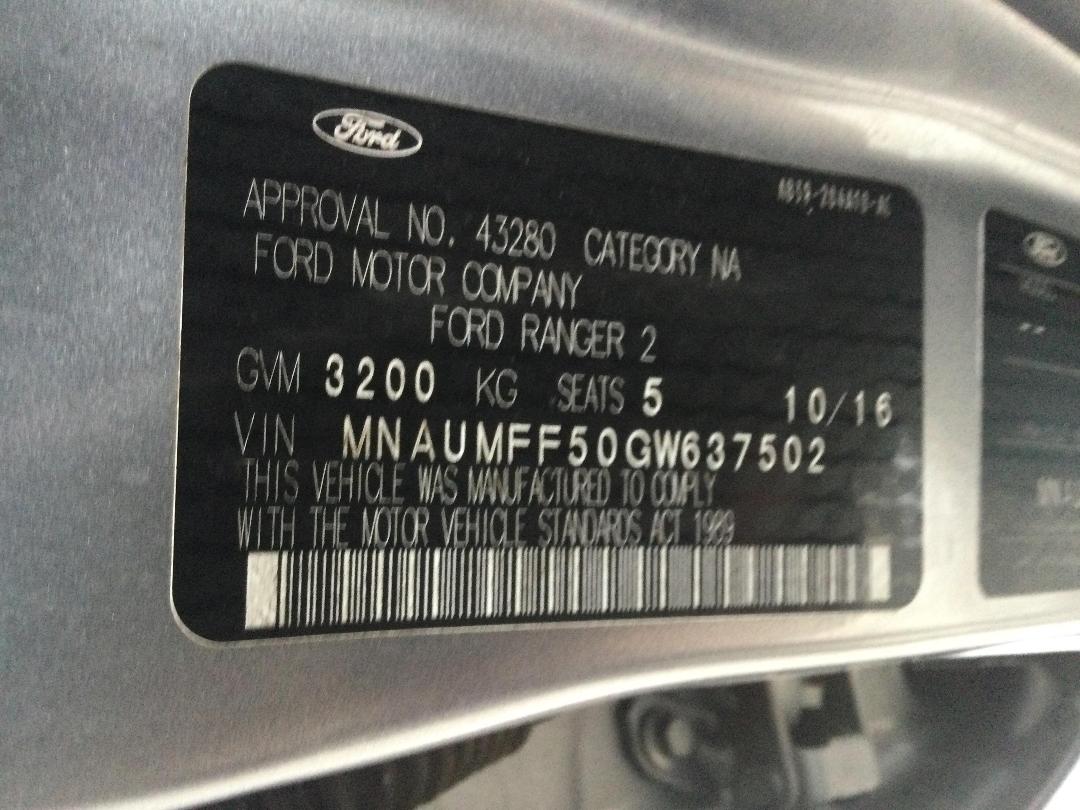 Ford
APPROVAL NO. 43280 CATEGORY NA
FORD MOTOR COMPANY
FORD RANGER 2
GVM 3200 KG SEATS 5 10/16
VIN MNAUMFF50GW637502
THIS VEHICLE WAS MANUFACTURED TO COMPLY
WITH THE MOTOR VEHICLE STANDARDS ACT 1989
Ford